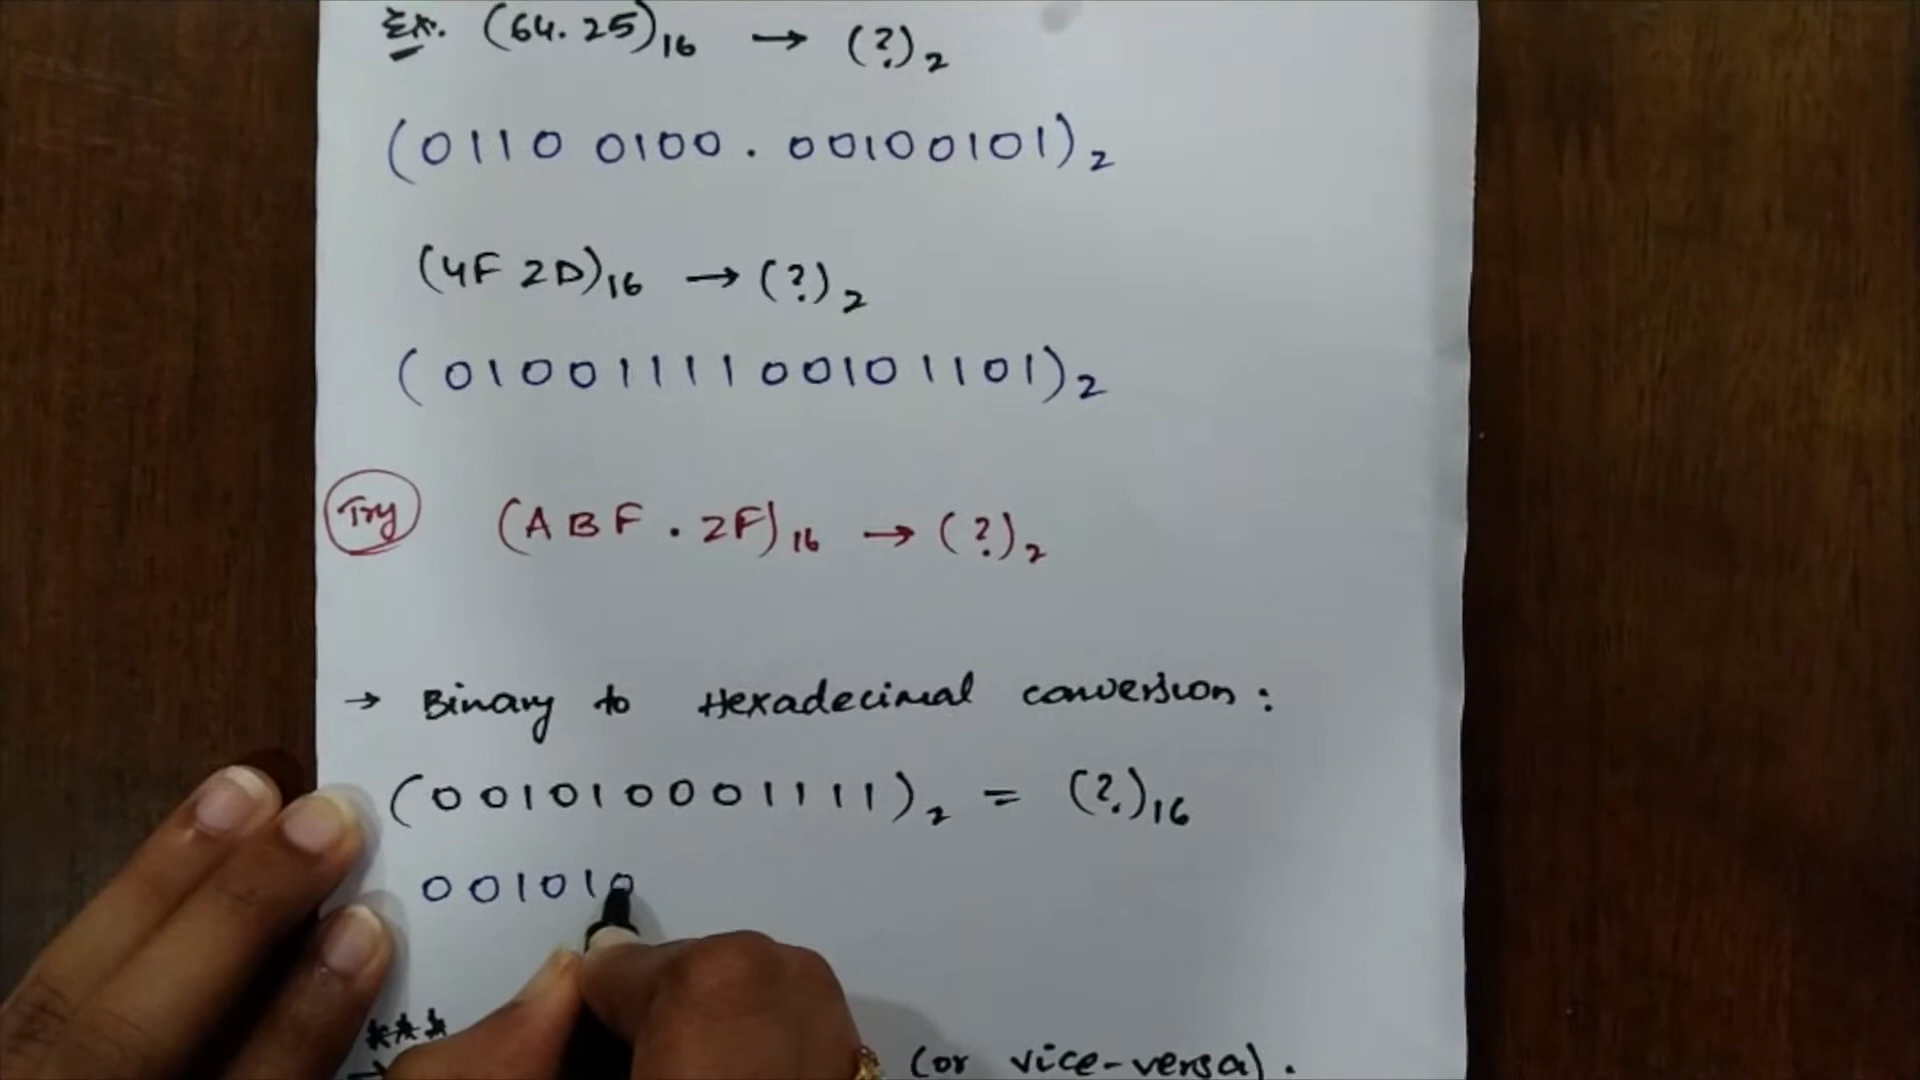 Ex. (64.25)16 → (?)2
(0110 0100 . 00100101)2
(4F 2D)16 → (?)2
(0100111100101101)2
Try (ABF . 2F)16 → (?)2
→ Binary to Hexadecimal conversion :
(001010001111)2 = (?)16
001010
***
→ (or vice-versa).